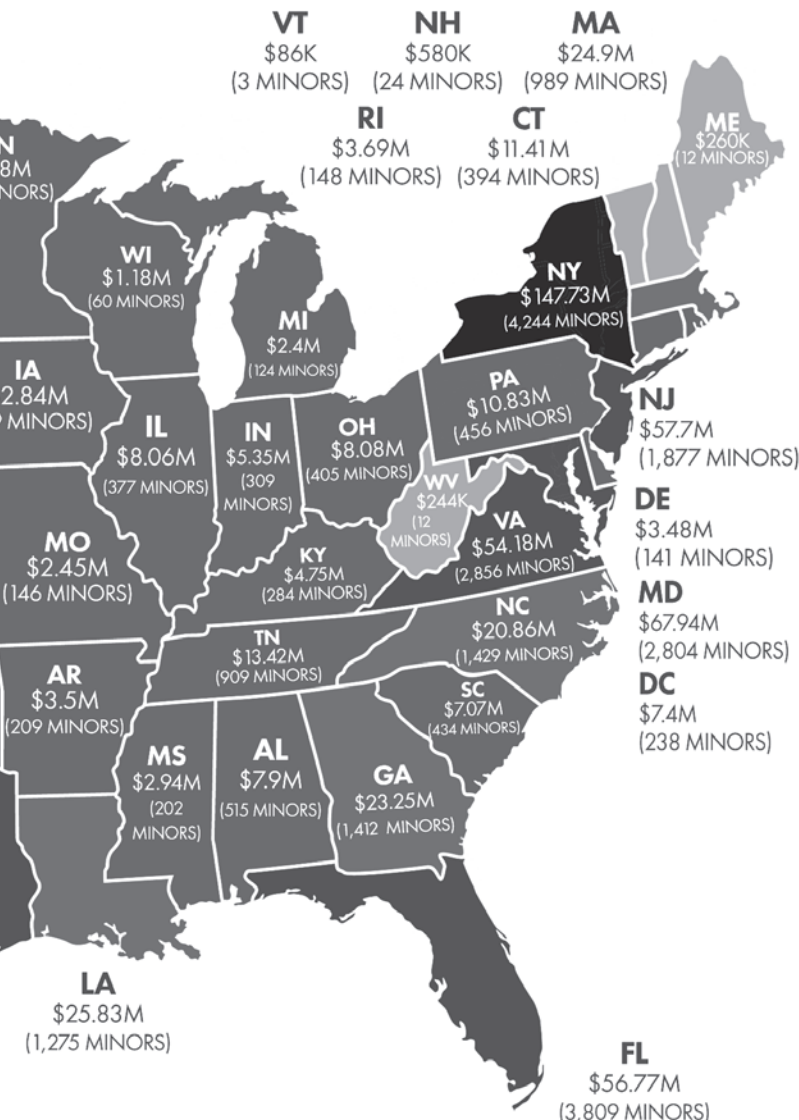 VT
$86K
(3 MINORS)
NH
$580K
(24 MINORS)
MA
$24.9M
(989 MINORS)
RI
$3.69M
(148 MINORS)
CT
$11.41M
(394 MINORS)
ME
$260K
(12 MINORS)
N
8M
NORS)
WI
$1.18M
(60 MINORS)
MI
$2.4M
(124 MINORS)
NY
$147.73M
(4,244 MINORS)
IA
2.84M
9 MINORS)
IL
$8.06M
(377 MINORS)
IN
$5.35M
(309
MINORS)
OH
$8.08M
(405 MINORS)
PA
$10.83M
(456 MINORS)
NJ
$57.7M
(1,877 MINORS)
WV
$244K
(12
MINORS)
VA
$54.18M
(2,856 MINORS)
DE
$3.48M
(141 MINORS)
MO
$2.45M
(146 MINORS)
KY
$4.75M
(284 MINORS)
MD
$67.94M
(2,804 MINORS)
NC
$20.86M
(1,429 MINORS)
TN
$13.42M
(909 MINORS)
DC
$7.4M
(238 MINORS)
AR
$3.5M
(209 MINORS)
SC
$7.07M
(434 MINORS)
MS
$2.94M
(202
MINORS)
AL
$7.9M
(515 MINORS)
GA
$23.25M
(1,412 MINORS)
LA
$25.83M
(1,275 MINORS)
FL
$56.77M
(3,809 MINORS)